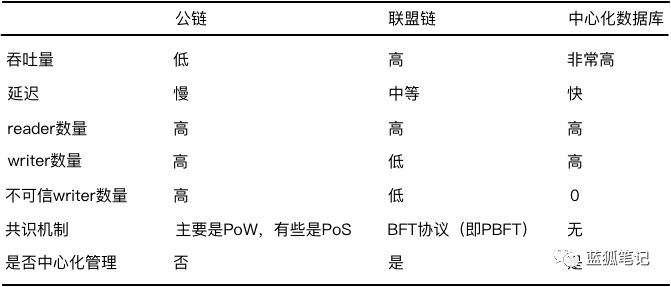 公链 联盟链 中心化数据库
吞吐量 低 高 非常高
延迟 慢 中等 快
reader数量 高 高 高
writer数量 高 低 高
不可信writer数量 高 低 0
共识机制 主要是PoW，有些是PoS BFT协议（即PBFT） 无
是否中心化管理 否 是 是
蓝狐笔记